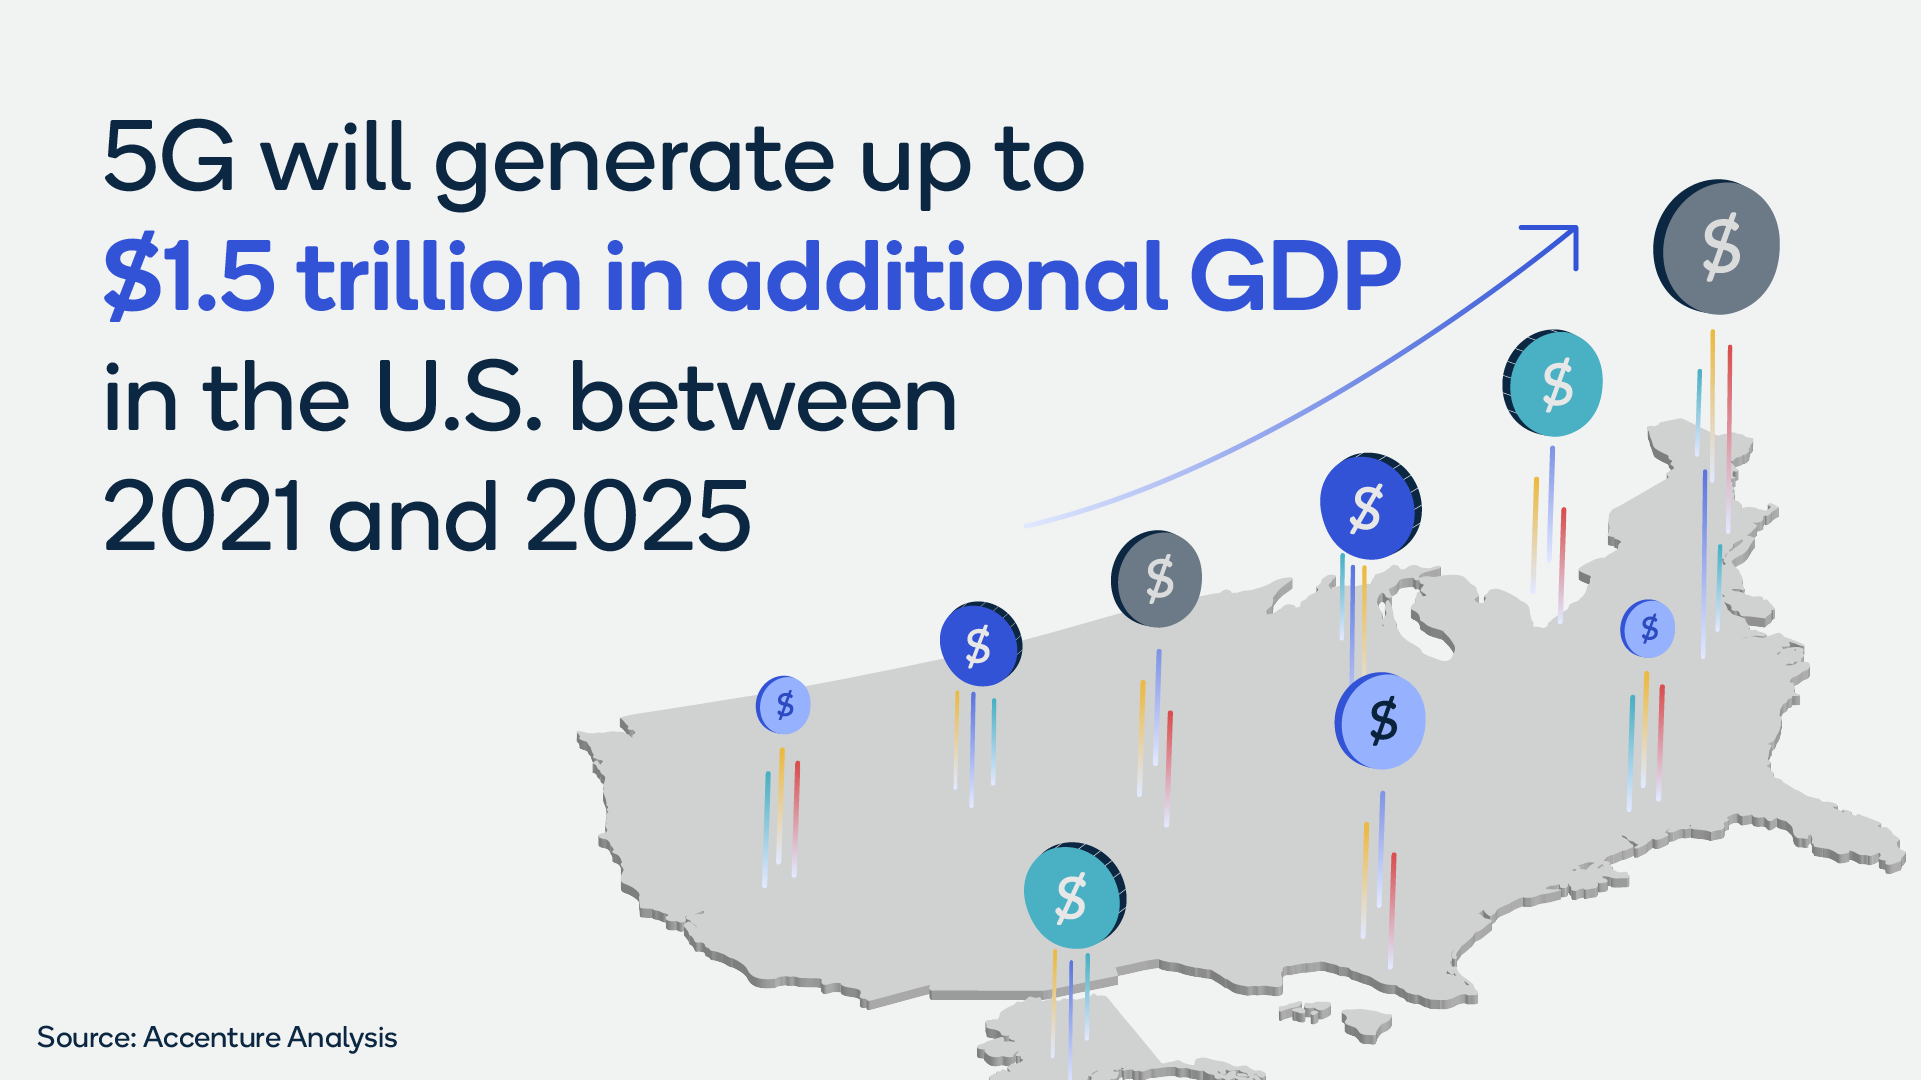 5G will generate up to
$1.5 trillion in additional GDP
in the U.S. between
2021 and 2025
$
$
$
$
$
$
$
$
$
Source: Accenture Analysis